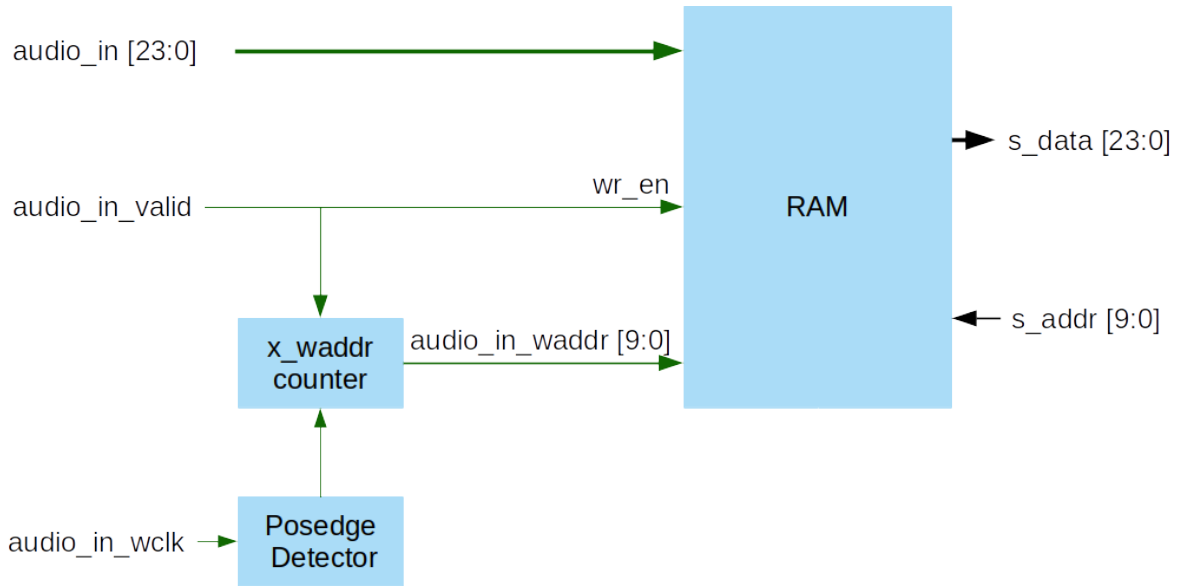 audio_in [23:0]
s_data [23:0]
wr_en
audio_in_valid
RAM
s_addr [9:0]
audio_in_waddr [9:0]
x_waddr
counter
Posedge
Detector
audio_in_wclk